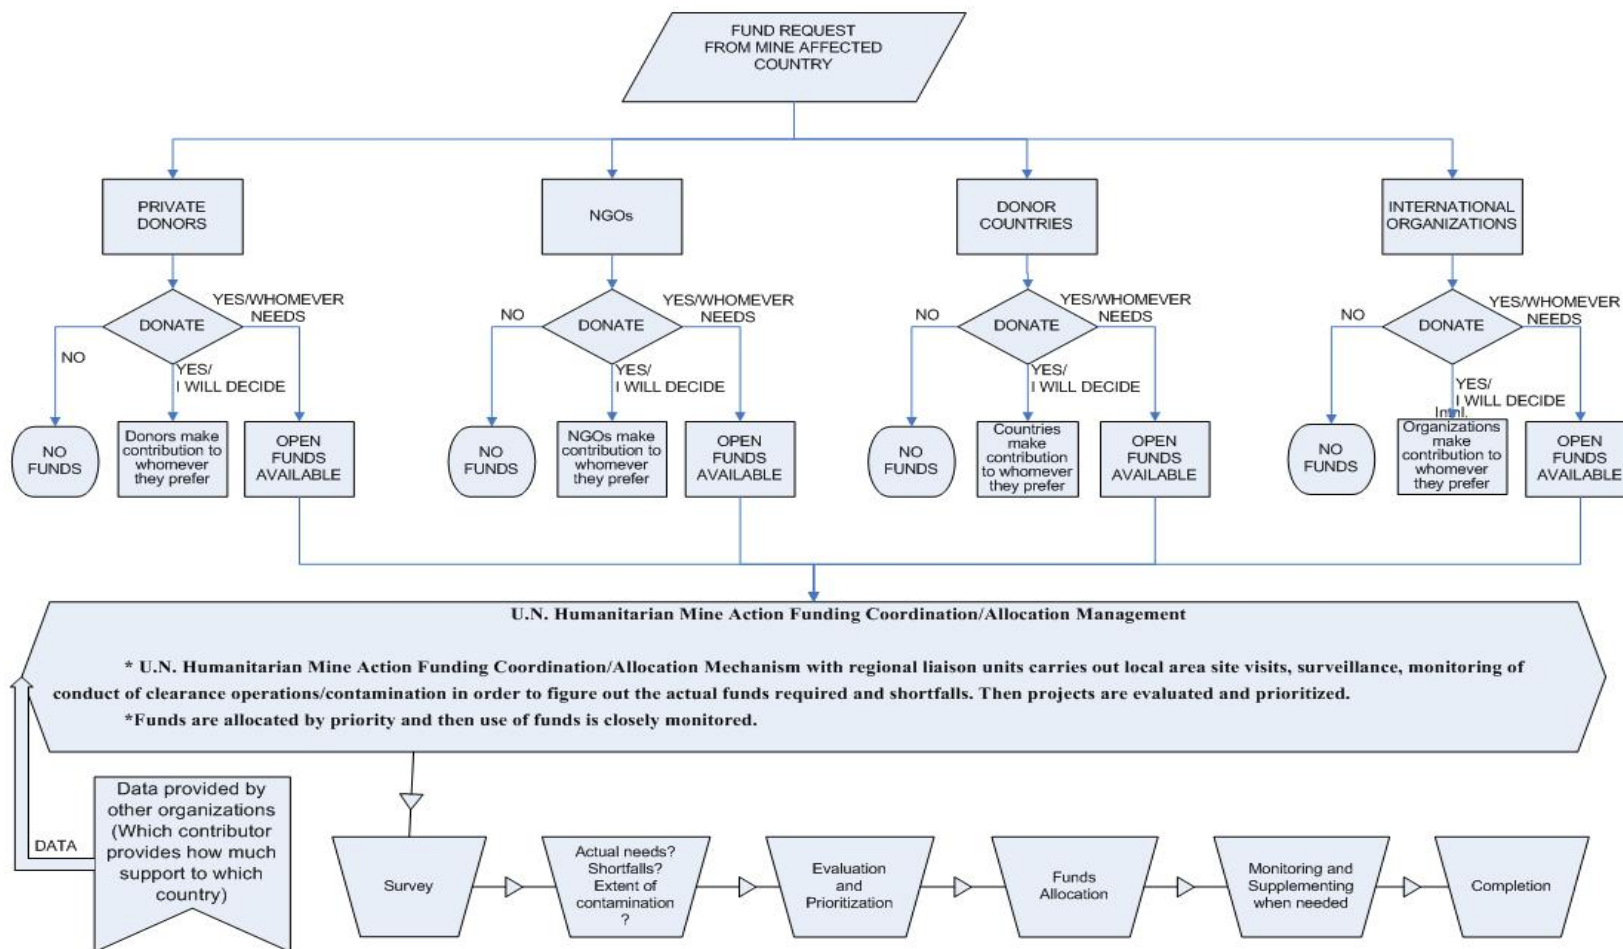 FUND REQUEST
FROM MINE AFFECTED
COUNTRY
PRIVATE
DONORS
NGOs
DONOR
COUNTRIES
INTERNATIONAL
ORGANIZATIONS
DONATE
YES/WHOMEVER
NEEDS
NO
YES/
I WILL DECIDE
DONATE
YES/WHOMEVER
NEEDS
NO
YES/
I WILL DECIDE
DONATE
YES/WHOMEVER
NEEDS
NO
YES/
I WILL DECIDE
DONATE
YES/WHOMEVER
NEEDS
NO
YES/
I WILL DECIDE
NO
FUNDS
Donors make
contribution to
whomever
they prefer
OPEN
FUNDS
AVAILABLE
NO
FUNDS
NGOs make
contribution to
whomever
they prefer
OPEN
FUNDS
AVAILABLE
NO
FUNDS
Countries
make
contribution
to whomever
they prefer
OPEN
FUNDS
AVAILABLE
NO
FUNDS
Organizations
make
contribution to
whomever
they prefer
OPEN
FUNDS
AVAILABLE
U.N. Humanitarian Mine Action Funding Coordination/Allocation Management
* U.N. Humanitarian Mine Action Funding Coordination/Allocation Mechanism with regional liaison units carries out local area site visits, surveillance, monitoring of
conduct of clearance operations/contamination in order to figure out the actual funds required and shortfalls. Then projects are evaluated and prioritized.
*Funds are allocated by priority and then use of funds is closely monitored.
DATA
Data provided by
other organizations
(Which contributor
provides how much
support to which
country)
Survey
Actual needs?
Shortfalls?
Extent of
contamination
?
Evaluation
and
Prioritization
Funds
Allocation
Monitoring and
Supplementing
when needed
Completion